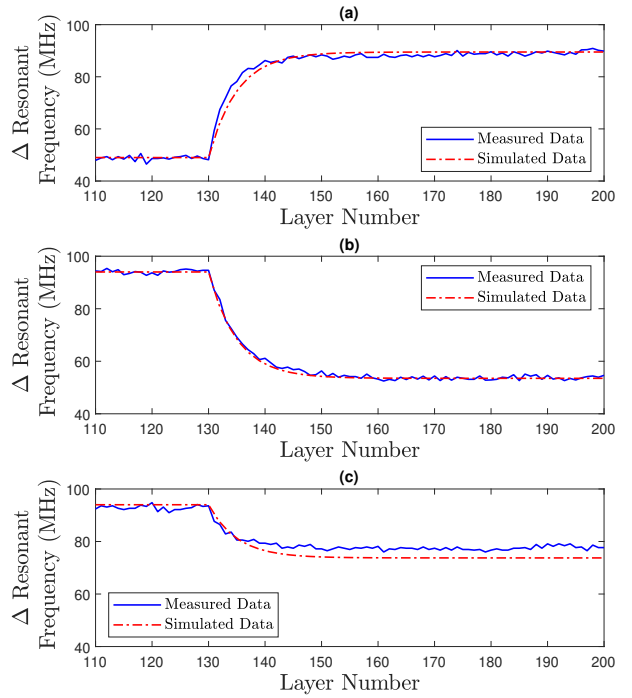 (a)
Δ Resonant
Frequency (MHz)
100
80
60
40
Measured Data
Simulated Data
110 120 130 140 150 160 170 180 190 200
Layer Number
(b)
Δ Resonant
Frequency (MHz)
100
80
60
40
Measured Data
Simulated Data
110 120 130 140 150 160 170 180 190 200
Layer Number
(c)
Δ Resonant
Frequency (MHz)
100
80
60
40
Measured Data
Simulated Data
110 120 130 140 150 160 170 180 190 200
Layer Number